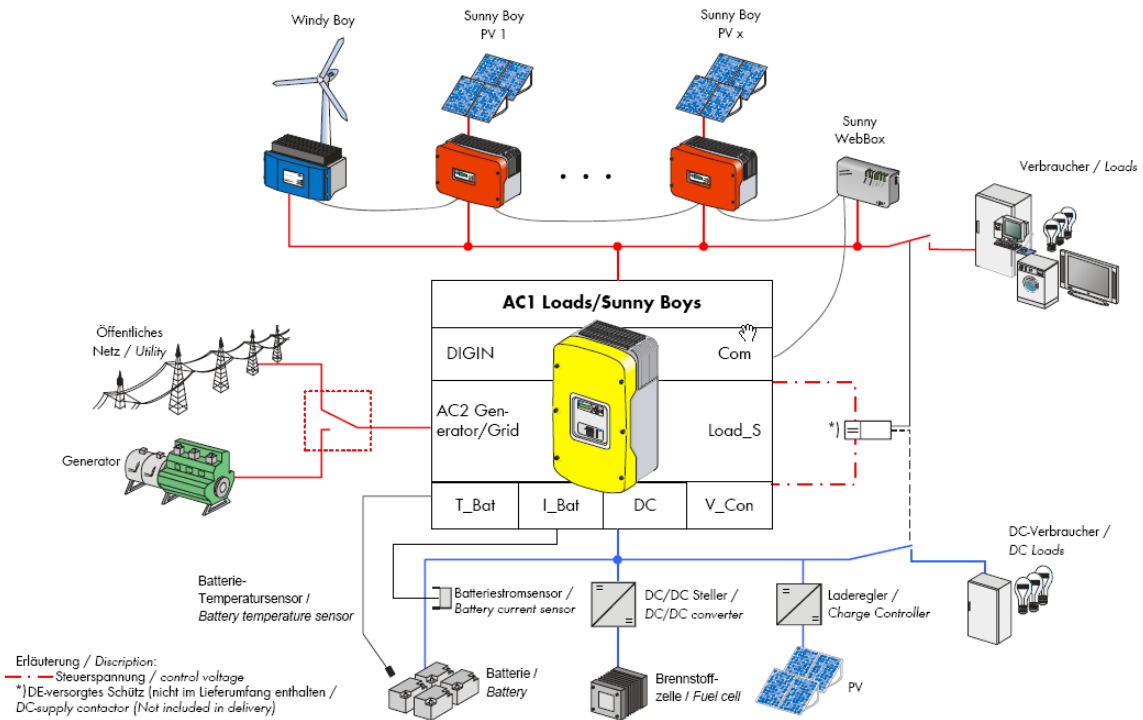 Windy Boy
Sunny Boy
PV 1
Sunny Boy
PV x
. . .
Sunny
WebBox
Verbraucher / Loads
AC1 Loads/Sunny Boys
DIGIN
Com
Öffentliches
Netz / Utility
AC2 Gen-
erator/Grid
Load_S
*)
Generator
T_Bat
I_Bat
DC
V_Con
DC-Verbraucher /
DC Loads
Batterie-
Temperatursensor /
Battery temperature sensor
Batteriestromsensor /
Battery current sensor
DC/DC Steller /
DC/DC converter
Laderegler /
Charge Controller
Batterie /
Battery
Brennstoff-
zelle / Fuel cell
PV
Erläuterung / Discription:
Steuerspannung / control voltage
*)DE-versorgtes Schütz (nicht im Lieferumfang enthalten /
DC-supply contactor (Not included in delivery)